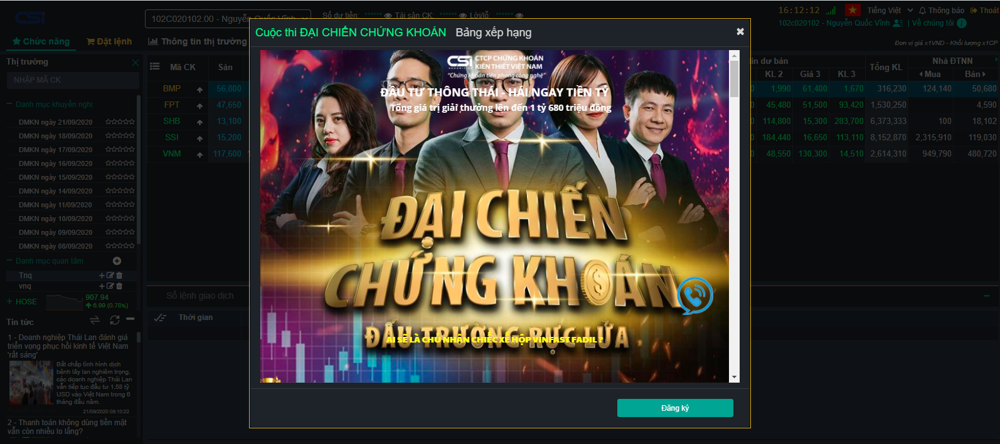 CSI
102C020102.00 - Nguyễn Quốc Vĩnh
Số dư tiền: ****** Tài sản CK: ****** Lời/lỗ: ******
16:12:12 Tiếng Việt Thông báo Thoát
102c020102 - Nguyễn Quốc Vĩnh | Về chúng tôi
Chức năng Đặt lệnh Thông tin thị trường
Đơn vị giá x1VND - Khối lượng x1CP
Cuộc thi ĐẠI CHIẾN CHỨNG KHOÁN Bảng xếp hạng
Thị trường
NHẬP MÃ CK
Danh mục khuyến nghị
DMKN ngày 21/09/2020
DMKN ngày 18/09/2020
DMKN ngày 17/09/2020
DMKN ngày 16/09/2020
DMKN ngày 15/09/2020
DMKN ngày 14/09/2020
DMKN ngày 11/09/2020
DMKN ngày 10/09/2020
DMKN ngày 09/09/2020
DMKN ngày 08/09/2020
Danh mục quan tâm
Tnq
vnq
HOSE 907.94
6.99 (0.78%)
Tin tức
1 - Doanh nghiệp Thái Lan đánh giá
triển vọng phục hồi kinh tế Việt Nam
'rất sáng'
Bất chấp tình hình dịch
bệnh lây lan nghiêm trọng,
các doanh nghiệp Thái Lan
vẫn tiếp tục đầu tư 1,58 tỷ
USD vào Việt Nam trong 6
tháng đầu năm.
21/09/2020 09:10:22
2 - Thanh toán không dùng tiền mặt
vẫn còn nhiều lo lắng?
Mã CK Sàn
BMP 56,800
FPT 47,650
SHB 13,100
SSI 15,200
VNM 117,600
Sổ lệnh giao dịch
Thời gian
CSI CTCP CHỨNG KHOÁN
KIẾN THIẾT VIỆT NAM
"Chứng khoán tiên phong công nghệ"
ĐẦU TƯ THÔNG THÁI - HÁI NGAY TIỀN TỶ
Tổng giá trị giải thưởng lên đến 1 tỷ 680 triệu đồng
ĐẠI CHIẾN
CHỨNG KHOÁN
ĐẤU TRƯỜNG RỰC LỬA
AI SẼ LÀ CHỦ NHÂN CHIẾC XE HỘP VINFAST FADIL ?
Đăng ký
in dư bán Tổng KL Nhà ĐTNN
KL 2 Giá 3 KL 3 Mua Bán
1,990 61,400 1,670 316,230 124,140 50,680
45,480 51,500 93,420 1,530,250 4,590
114,800 15,300 283,700 6,373,333 100 18,102
184,440 16,650 113,110 8,152,870 2,315,910 119,030
48,550 130,300 14,510 2,614,310 949,790 480,720